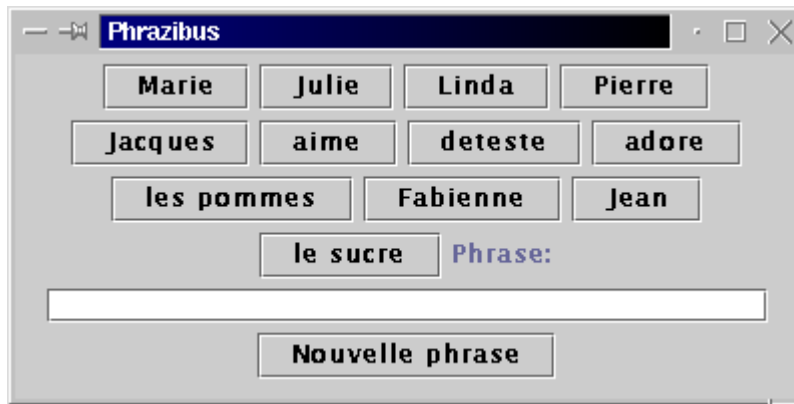 Phrazibus
Marie Julie Linda Pierre
Jacques aime deteste adore
les pommes Fabienne Jean
le sucre Phrase:
Nouvelle phrase